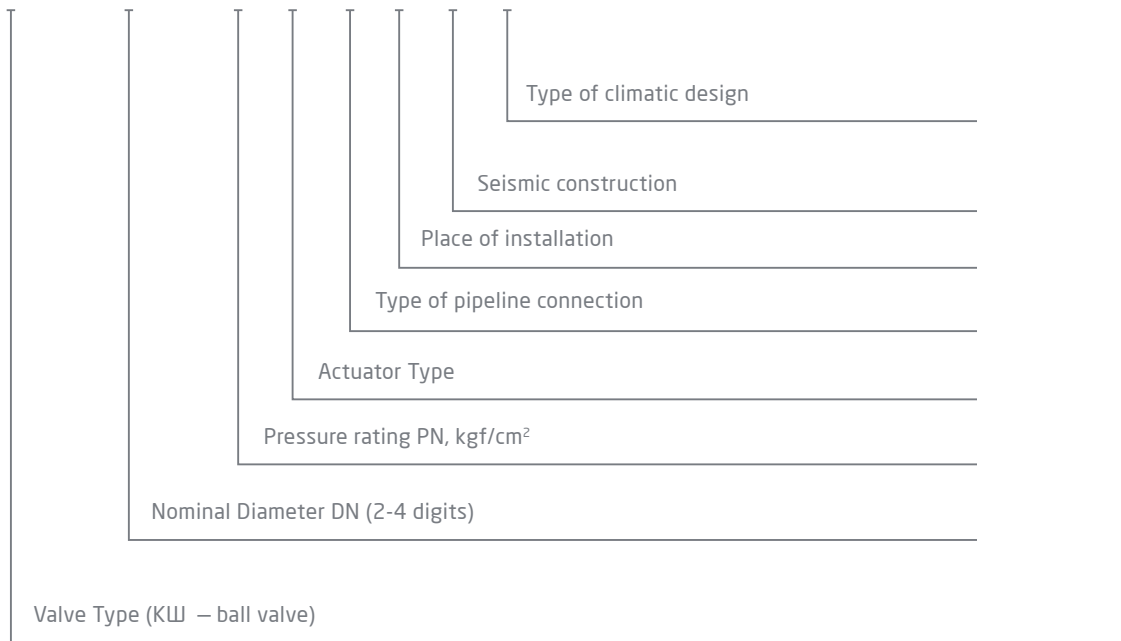 Type of climatic design
Seismic construction
Place of installation
Type of pipeline connection
Actuator Type
Pressure rating PN, kgf/cm²
Nominal Diameter DN (2-4 digits)
Valve Type (КШ — ball valve)